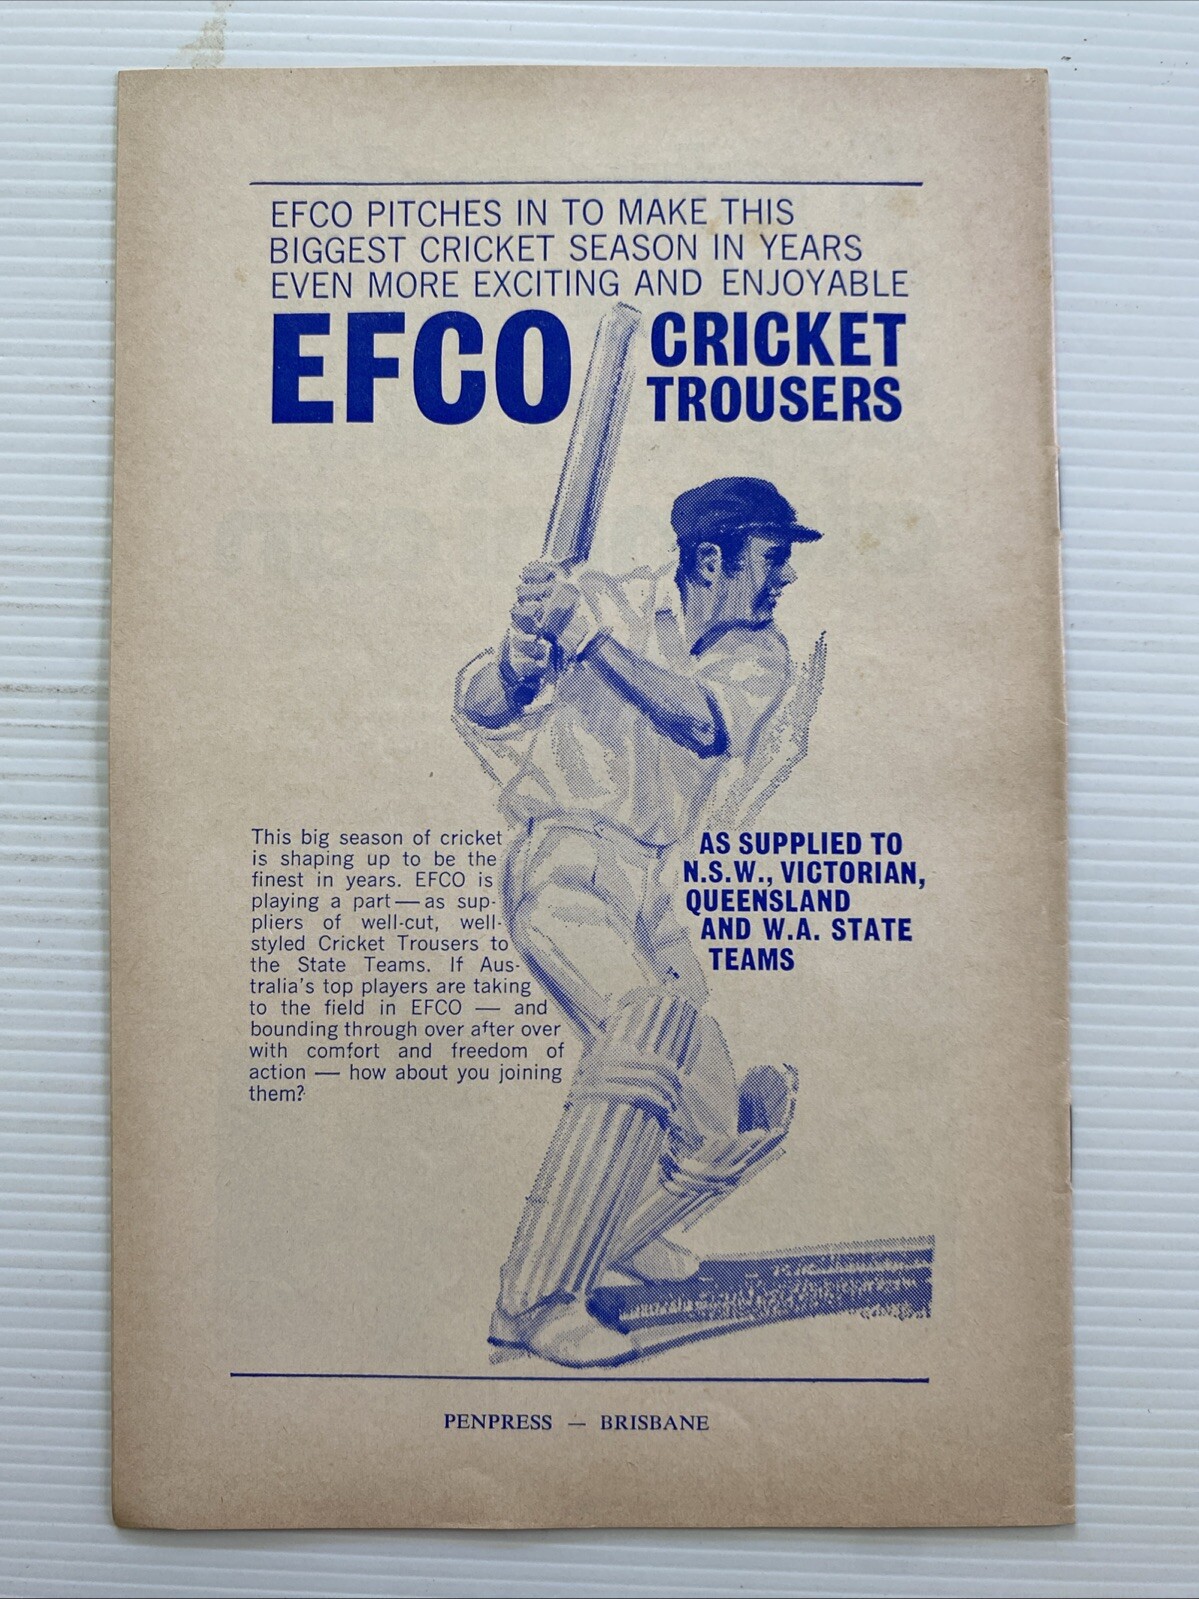 EFCO PITCHES IN TO MAKE THIS
BIGGEST CRICKET SEASON IN YEARS
EVEN MORE EXCITING AND ENJOYABLE
EFCO CRICKET
TROUSERS
This big season of cricket
is shaping up to be the
finest in years. EFCO is
playing a part — as sup-
pliers of well-cut, well-
styled Cricket Trousers to
the State Teams. If Aus-
tralia's top players are taking
to the field in EFCO — and
bounding through over after over
with comfort and freedom of
action — how about you joining
them?
AS SUPPLIED TO
N.S.W., VICTORIAN,
QUEENSLAND
AND W.A. STATE
TEAMS
PENPRESS — BRISBANE